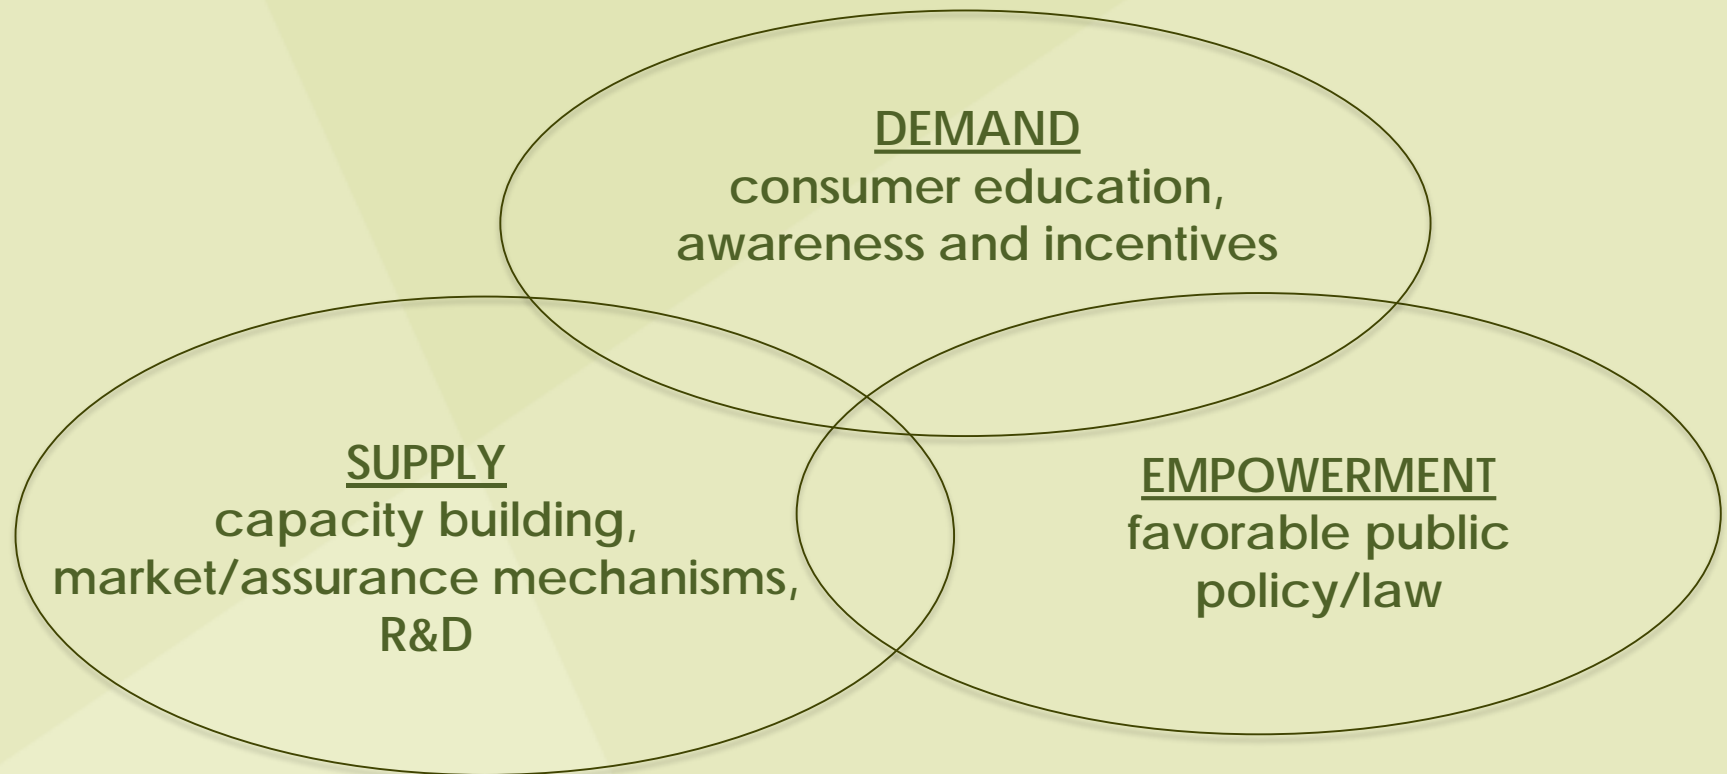 DEMAND
consumer education,
awareness and incentives
SUPPLY
capacity building,
market/assurance mechanisms,
R&D
EMPOWERMENT
favorable public
policy/law